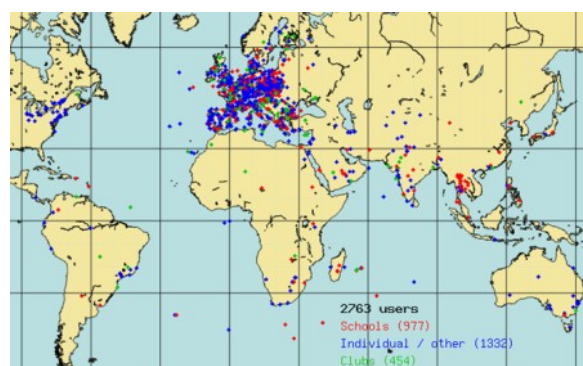 2763 users
Schools (977)
Individual / other (1332)
Clubs (454)